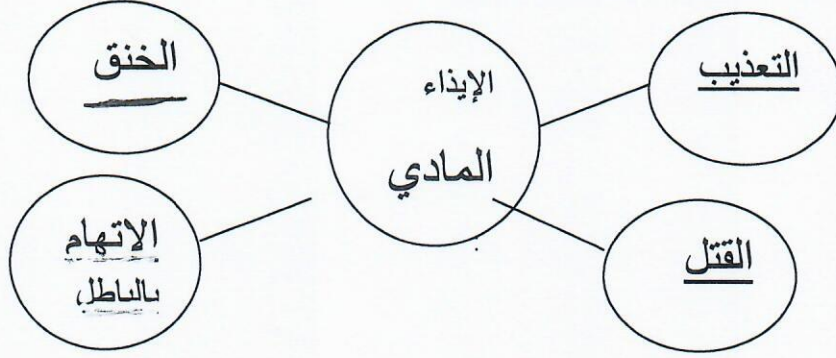 التعذيب
الإيذاء
المادي
الخنق
القتل
الاتهام
بالباطل